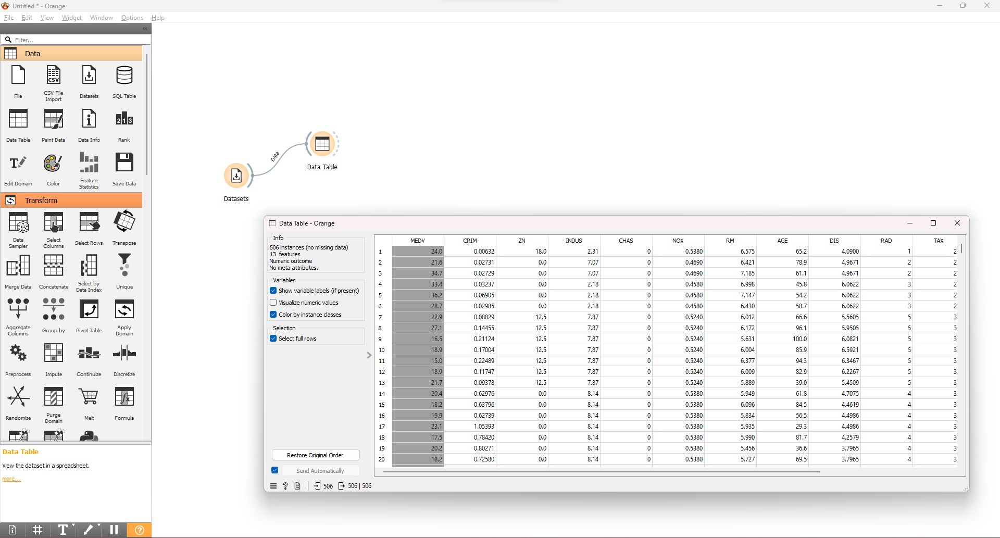 Untitled * - Orange
File Edit View Widget Window Options Help
Filter...
Data
File
CSV
CSV File Import
Datasets
SQL Table
Data Table
Paint Data
Data Info
2 1 3
Rank
Edit Domain
Color
Feature Statistics
Save Data
Transform
Data Sampler
Select Columns
Select Rows
Transpose
Merge Data
Concatenate
Select by Data Index
Unique
Aggregate Columns
Group by
Pivot Table
Apply Domain
Preprocess
Impute
Continuize
Discretize
Randomize
Purge Domain
Melt
fx
Formula
Data Table
View the dataset in a spreadsheet.
more...
Data
Data Table
Datasets
Data Table - Orange
Info
506 instances (no missing data)
13 features
Numeric outcome
No meta attributes.
Variables
Show variable labels (if present)
Visualize numeric values
Color by instance classes
Selection
Select full rows
Restore Original Order
Send Automatically
506 506 | 506
MEDV CRIM ZN INDUS CHAS NOX RM AGE DIS RAD TAX
1 24.0 0.00632 18.0 2.31 0 0.5380 6.575 65.2 4.0900 1 2
2 21.6 0.02731 0.0 7.07 0 0.4690 6.421 78.9 4.9671 2 2
3 34.7 0.02729 0.0 7.07 0 0.4690 7.185 61.1 4.9671 2 2
4 33.4 0.03237 0.0 2.18 0 0.4580 6.998 45.8 6.0622 3 2
5 36.2 0.06905 0.0 2.18 0 0.4580 7.147 54.2 6.0622 3 2
6 28.7 0.02985 0.0 2.18 0 0.4580 6.430 58.7 6.0622 3 2
7 22.9 0.08829 12.5 7.87 0 0.5240 6.012 66.6 5.5605 5 3
8 27.1 0.14455 12.5 7.87 0 0.5240 6.172 96.1 5.9505 5 3
9 16.5 0.21124 12.5 7.87 0 0.5240 5.631 100.0 6.0821 5 3
10 18.9 0.17004 12.5 7.87 0 0.5240 6.004 85.9 6.5921 5 3
11 15.0 0.22489 12.5 7.87 0 0.5240 6.377 94.3 6.3467 5 3
12 18.9 0.11747 12.5 7.87 0 0.5240 6.009 82.9 6.2267 5 3
13 21.7 0.09378 12.5 7.87 0 0.5240 5.889 39.0 5.4509 5 3
14 20.4 0.62976 0.0 8.14 0 0.5380 5.949 61.8 4.7075 4 3
15 18.2 0.63796 0.0 8.14 0 0.5380 6.096 84.5 4.4619 4 3
16 19.9 0.62739 0.0 8.14 0 0.5380 5.834 56.5 4.4986 4 3
17 23.1 1.05393 0.0 8.14 0 0.5380 5.935 29.3 4.4986 4 3
18 17.5 0.78420 0.0 8.14 0 0.5380 5.990 81.7 4.2579 4 3
19 20.2 0.80271 0.0 8.14 0 0.5380 5.456 36.6 3.7965 4 3
20 18.2 0.72580 0.0 8.14 0 0.5380 5.727 69.5 3.7965 4 3